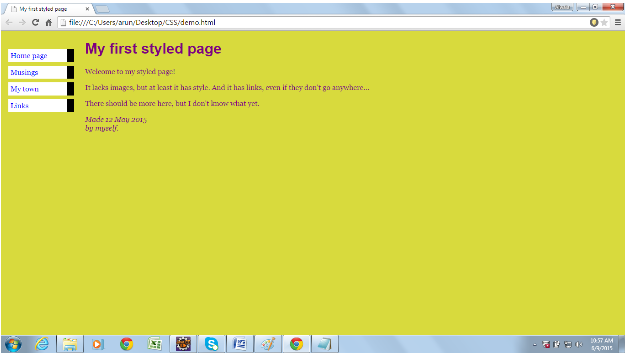 My first styled page
file:///C:/Users/arun/Desktop/CSS/demo.html
Home page
Musings
My town
Links
My first styled page
Welcome to my styled page!
It lacks images, but at least it has style. And it has links, even if they don't go anywhere...
There should be more here, but I don't know what yet.
Made 12 May 2015
by myself.
10:57 AM
9/9/2015